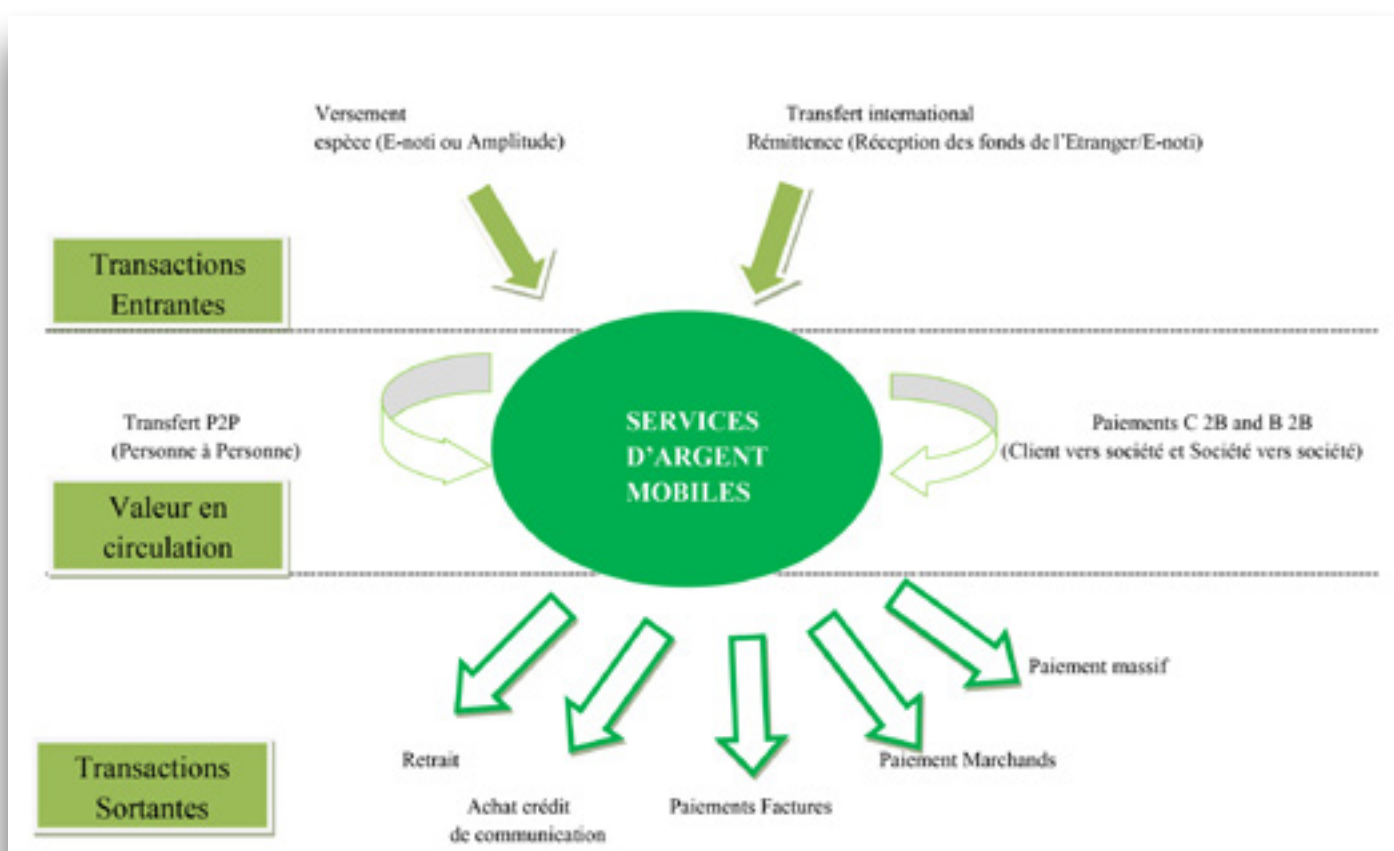 Versement
espèce (E-noti ou Amplitude)
Transfert international
Rémittence (Réception des fonds de l'Etranger/E-noti)
Transactions
Entrantes
Transfert P2P
(Personne à Personne)
SERVICES
D'ARGENT
MOBILES
Paiements C 2B and B 2B
(Client vers société et Société vers société)
Valeur en
circulation
Paiement massif
Retrait
Paiement Marchands
Transactions
Sortantes
Achat crédit
de communication
Paiements Factures